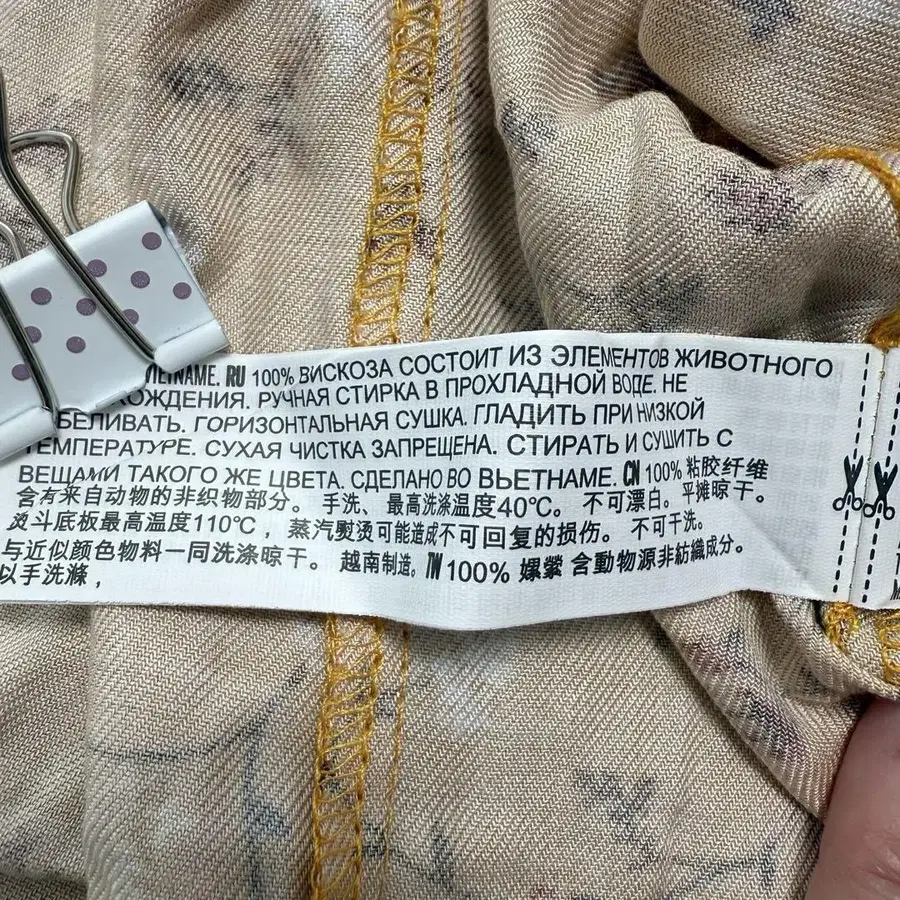 VIETNAME. RU 100% ВИСКОЗА СОСТОИТ ИЗ ЭЛЕМЕНТОВ ЖИВОТНОГО
ХОЖДЕНИЯ. РУЧНАЯ СТИРКА В ПРОХЛАДНОЙ ВОДЕ. НЕ
БЕЛИВАТЬ. ГОРИЗОНТАЛЬНАЯ СУШКА. ГЛАДИТЬ ПРИ НИЗКОЙ
ТЕМПЕРАТУРЕ. СУХАЯ ЧИСТКА ЗАПРЕЩЕНА. СТИРАТЬ И СУШИТЬ С
ВЕЩАМИ ТАКОГО ЖЕ ЦВЕТА. СДЕЛАНО ВО ВЬЕТНАМЕ. CN 100% 粘胶纤维
含有来自动物的非织物部分。 手洗、 最高洗涤温度40°C。 不可漂白。平摊晾干。
烫斗底板最高温度110°C , 蒸汽熨烫可能造成不可回复的损伤。 不可干洗。
与近似颜色物料一同洗涤晾干。 越南制造。TW 100% 嫘縈 含動物源非紡織成分。
以手洗滌 ,